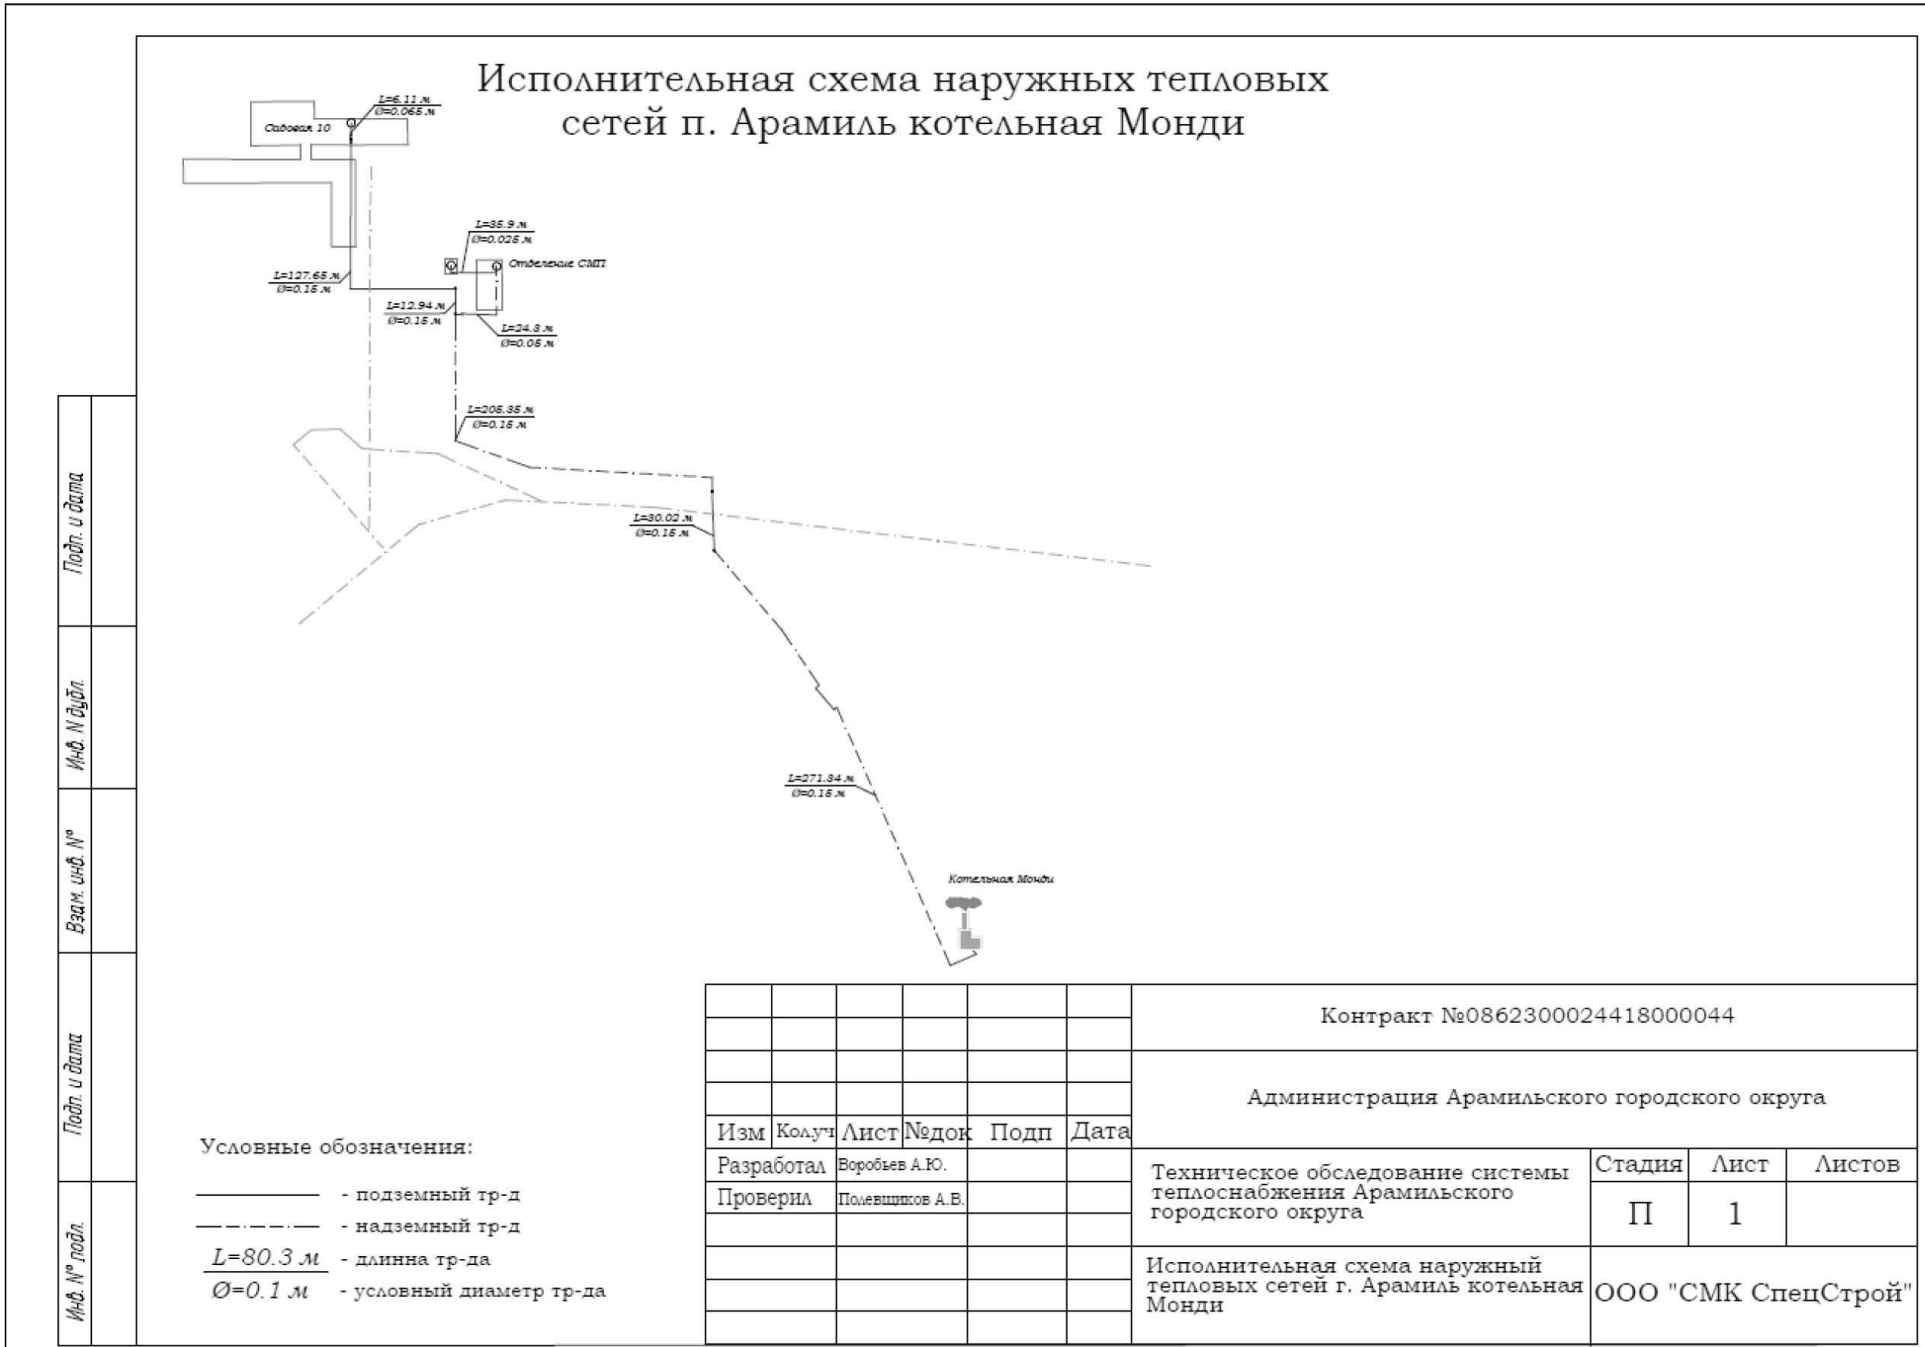 Исполнительная схема наружных тепловых
сетей п. Арамиль котельная Монди
L=6.11 м
Ø=0.065 м
Садовая 10
L=35.9 м
Ø=0.025 м
Отделение СМП
L=127.65 м
Ø=0.15 м
L=12.94 м
Ø=0.15 м
L=24.3 м
Ø=0.05 м
L=205.35 м
Ø=0.15 м
L=30.02 м
Ø=0.15 м
L=271.34 м
Ø=0.15 м
Котельная Монди
Подп. и дата
Инв. N дубл.
Взам. инв. N°
Подп. и дата
Инв. N° подл.
Условные обозначения:
- подземный тр-д
- надземный тр-д
L=80.3 м - длинна тр-да
Ø=0.1 м - условный диаметр тр-да
Контракт №0862300024418000044
Администрация Арамильского городского округа
Изм Колуч Лист №док Подп Дата
Разработал Воробьев А.Ю.
Проверил Полевщиков А.В.
Техническое обследование системы
теплоснабжения Арамильского
городского округа
Стадия Лист Листов
П 1
Исполнительная схема наружный
тепловых сетей г. Арамиль котельная
Монди
ООО "СМК СпецСтрой"